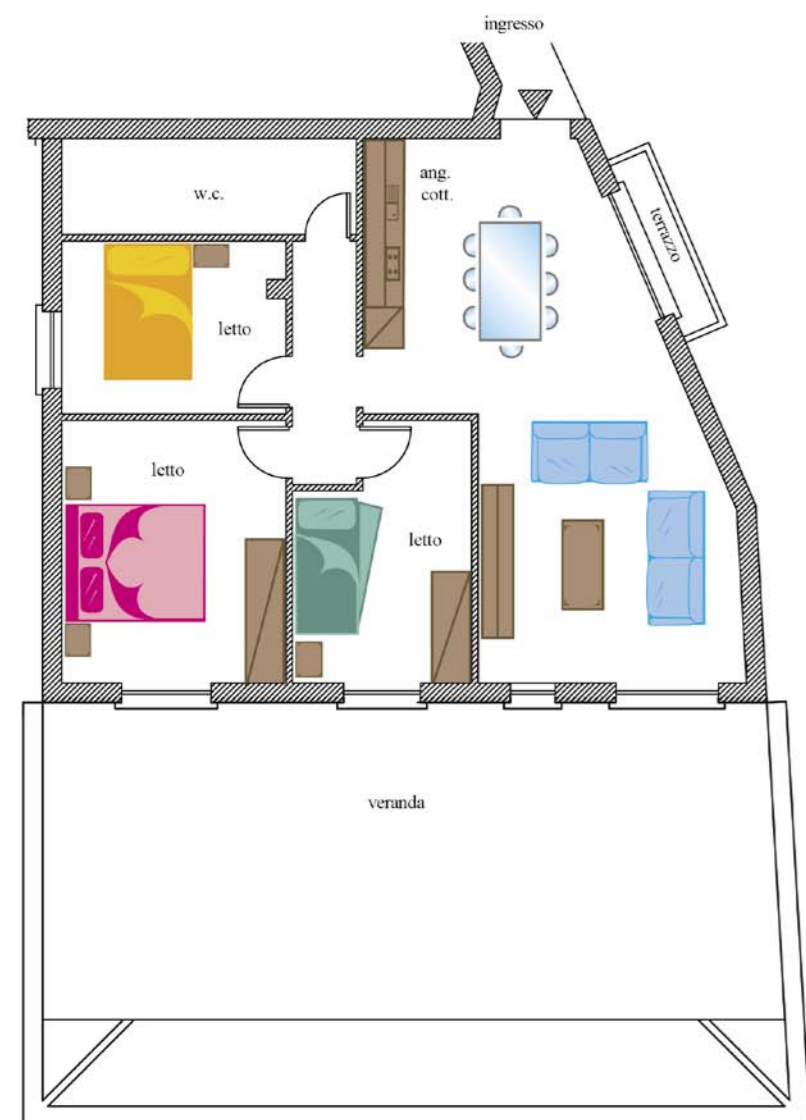 ingresso
ang.
cott.
w.c.
terrazzo
letto
letto
letto
veranda